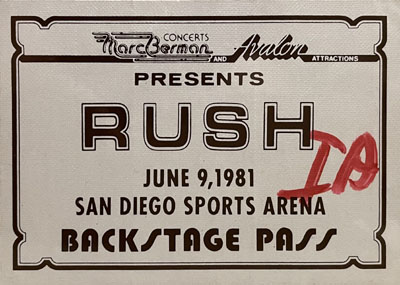 Marc Berman CONCERTS AND Avalon ATTRACTIONS
PRESENTS
RUSH
IA
JUNE 9, 1981
SAN DIEGO SPORTS ARENA
BACKSTAGE PASS